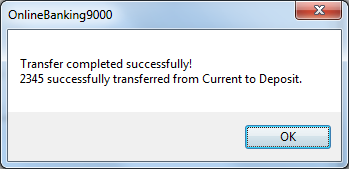 OnlineBanking9000
Transfer completed successfully!
2345 successfully transferred from Current to Deposit.
OK